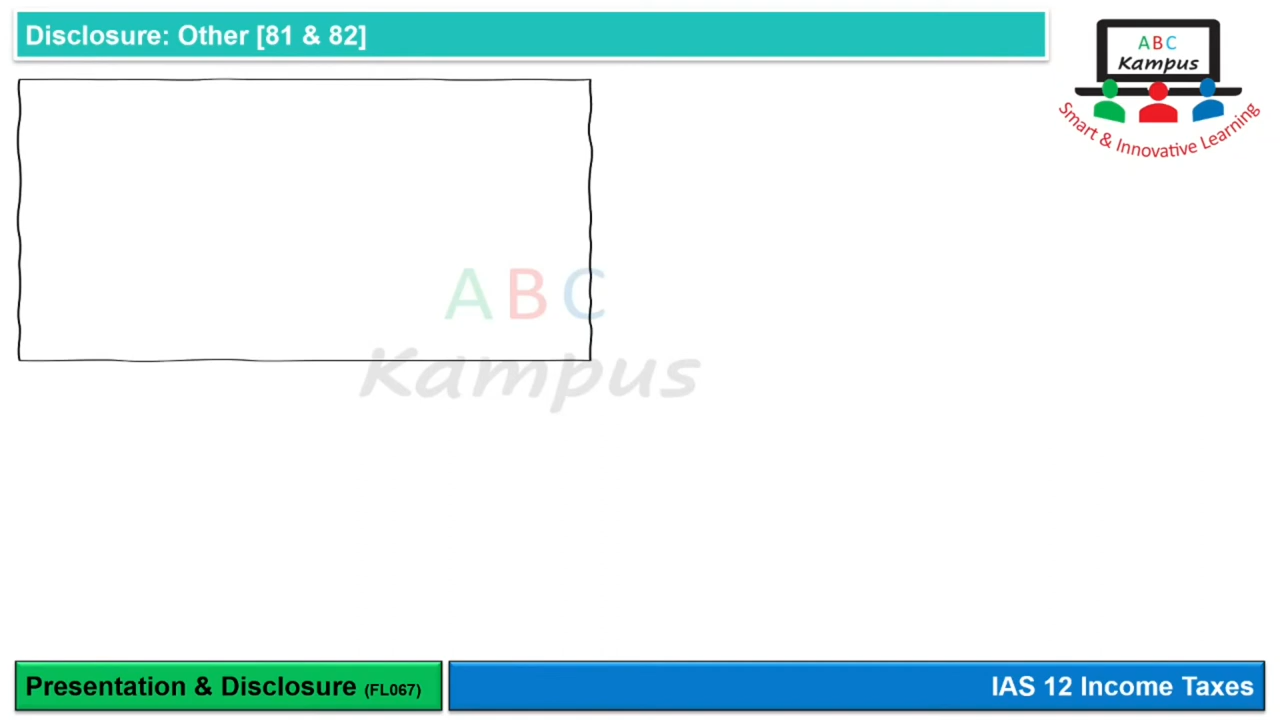 Disclosure: Other [81 & 82]
ABC
Kampus
Smart & Innovative Learning
ABC
Kampus
Presentation & Disclosure (FL067)
IAS 12 Income Taxes